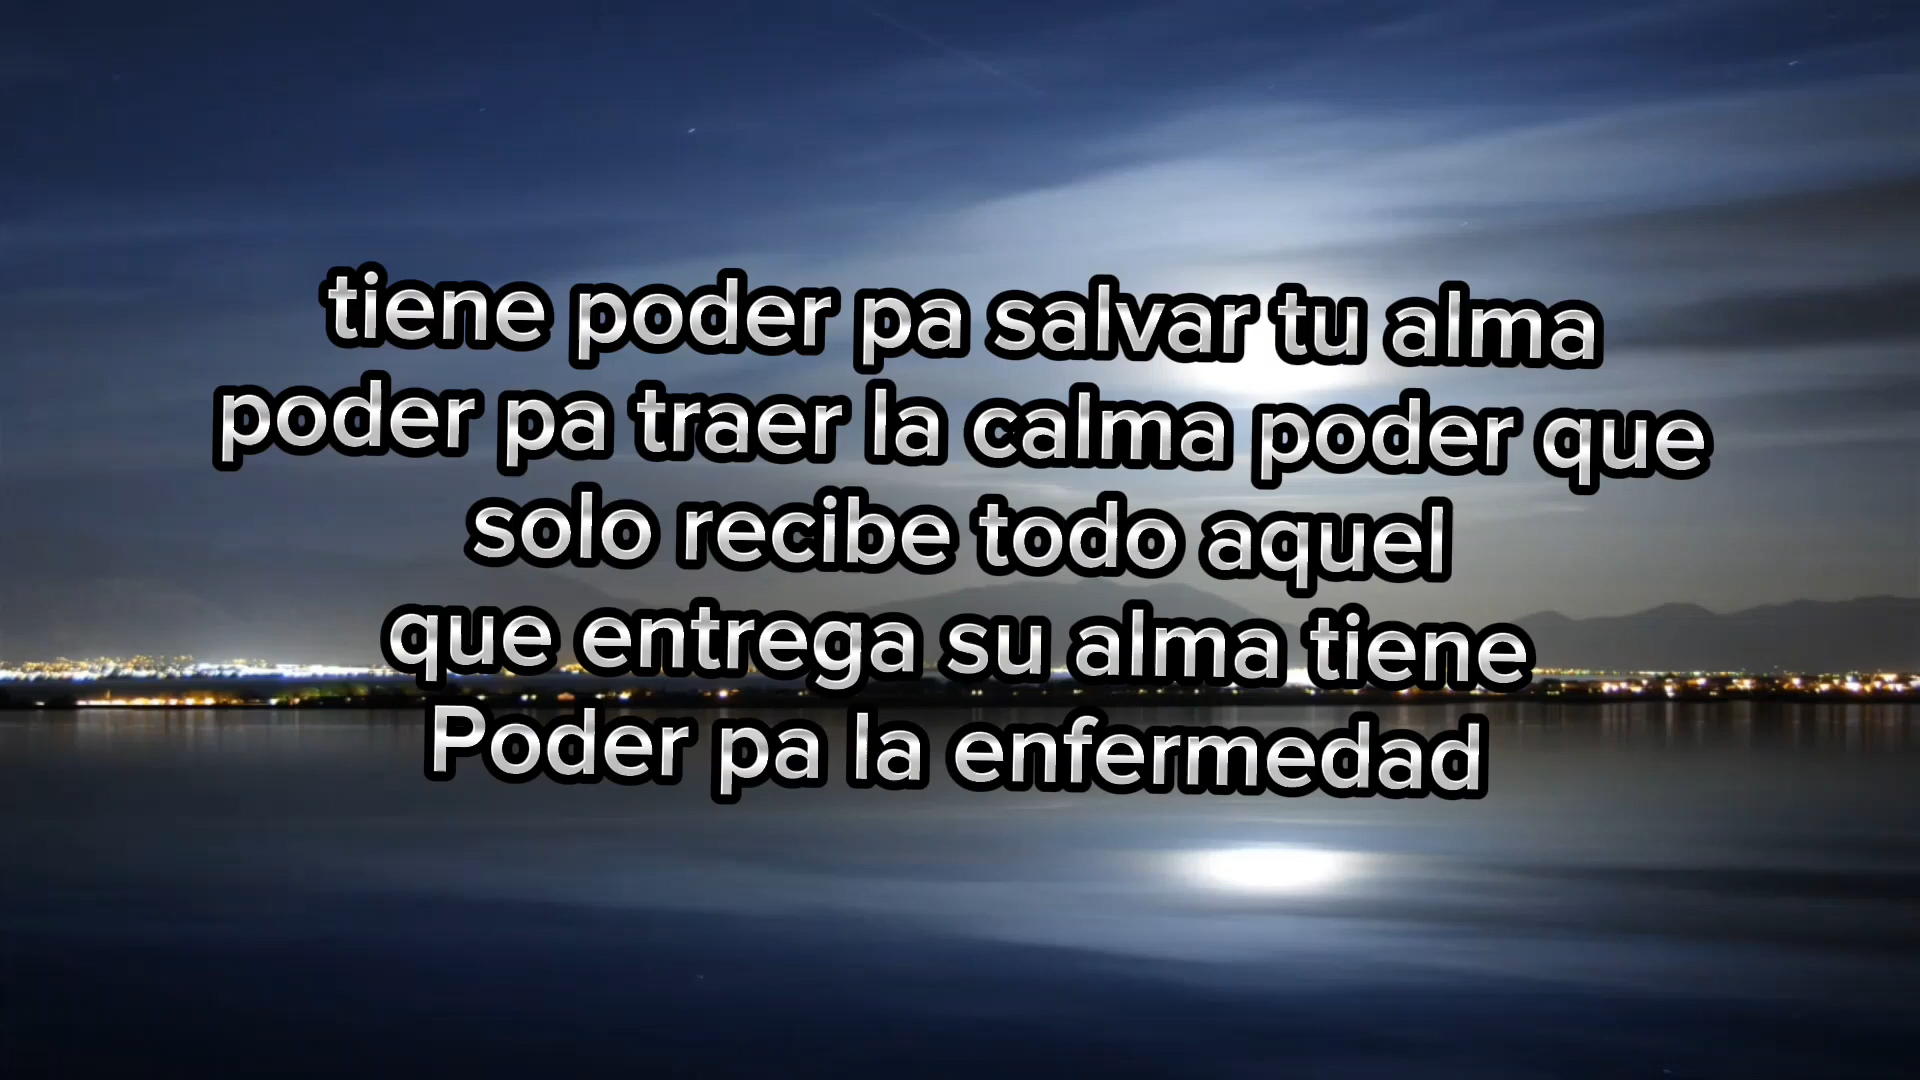 tiene poder pa salvar tu alma
poder pa traer la calma poder que
solo recibe todo aquel
que entrega su alma tiene
Poder pa la enfermedad